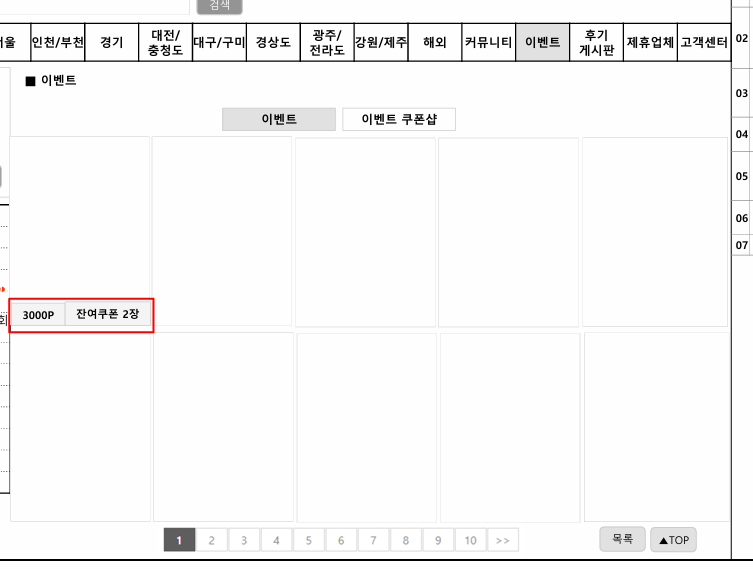 검색
울
인천/부천
경기
대전/
충청도
대구/구미
경상도
광주/
전라도
강원/제주
해외
커뮤니티
이벤트
후기
게시판
제휴업체
고객센터
02
■ 이벤트
03
이벤트
이벤트 쿠폰샵
04
05
06
07
3000P
잔여쿠폰 2장
회
1 2 3 4 5 6 7 8 9 10 >>
목록
▲TOP